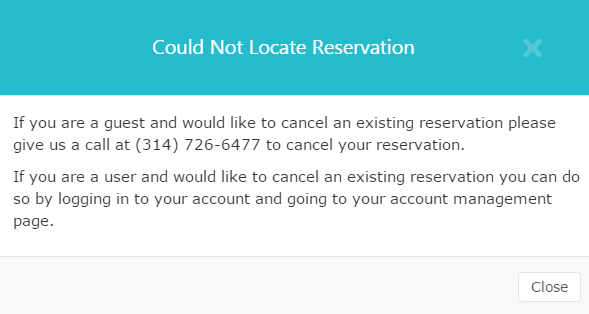 Could Not Locate Reservation
If you are a guest and would like to cancel an existing reservation please
give us a call at (314) 726-6477 to cancel your reservation.
If you are a user and would like to cancel an existing reservation you can do
so by logging in to your account and going to your account management
page.
Close